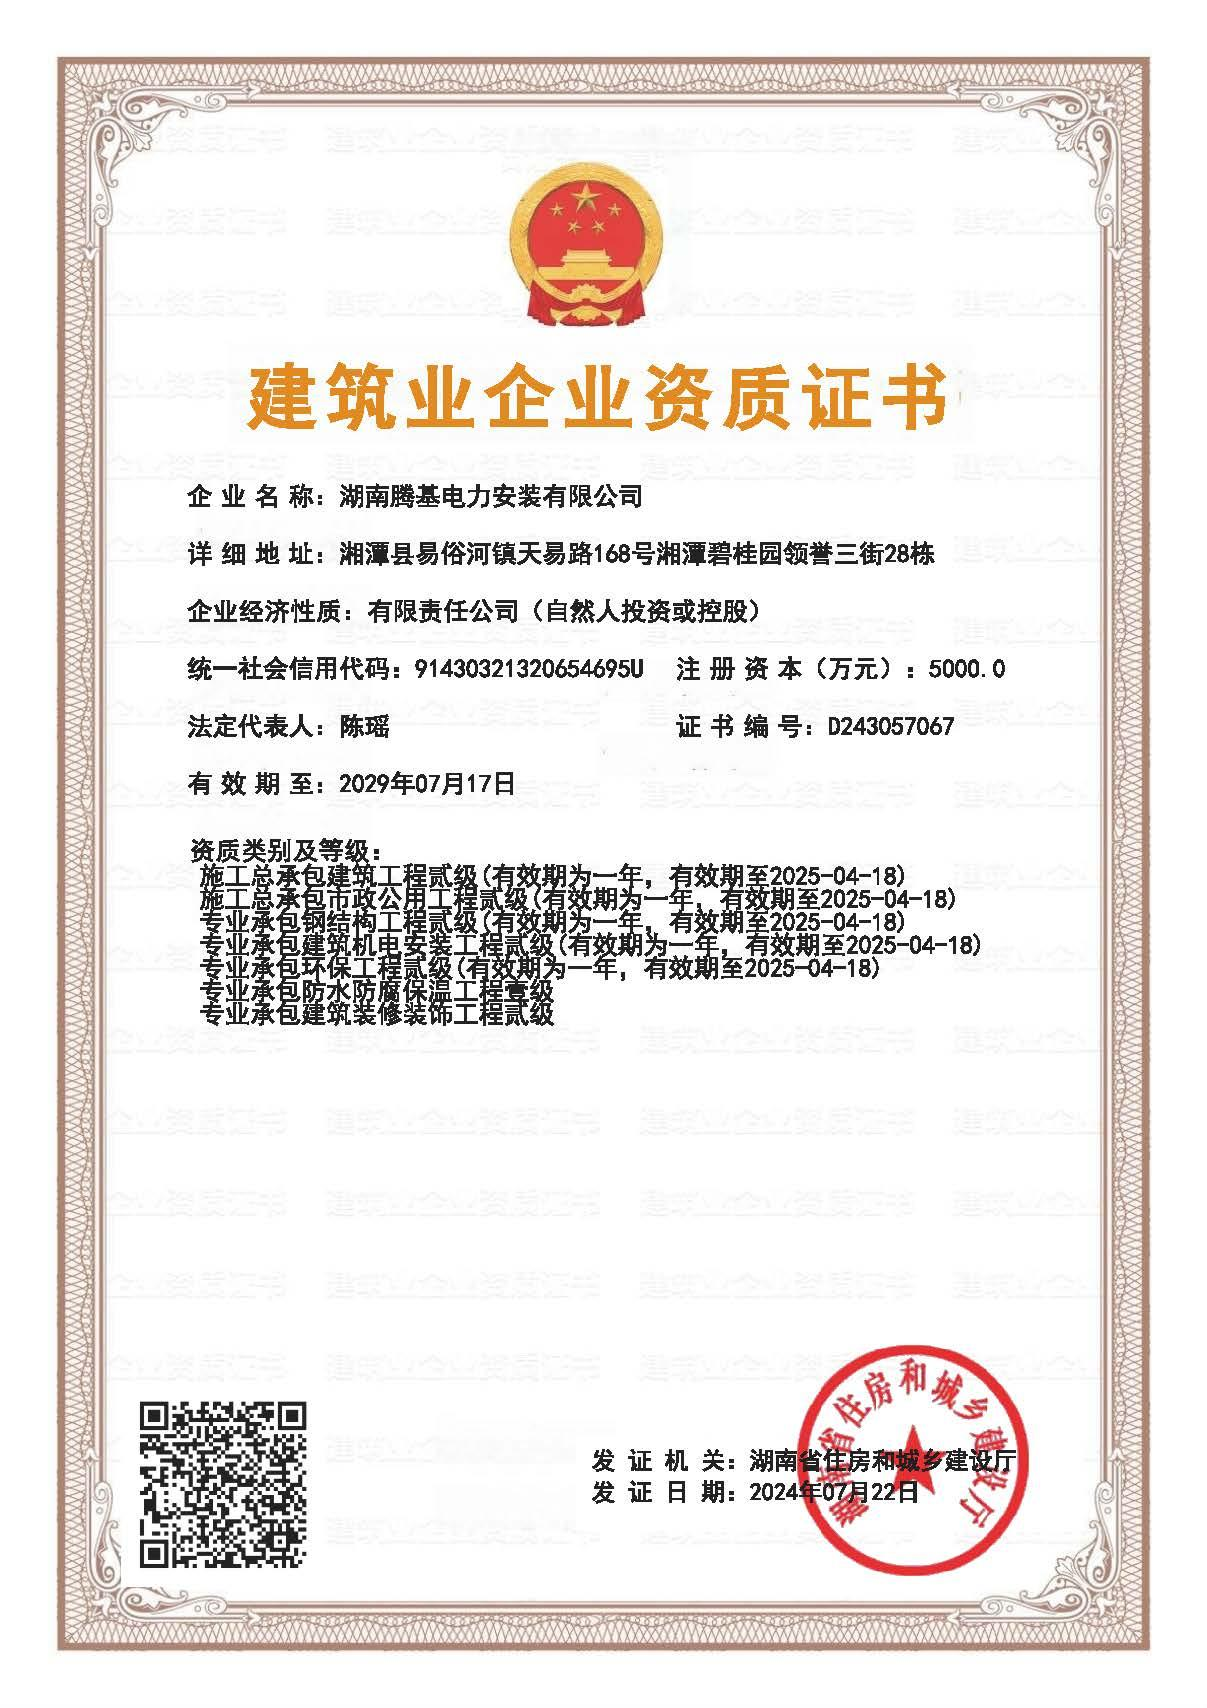 建筑业企业资质证书
企 业 名 称：湖南腾基电力安装有限公司
详 细 地 址：湘潭县易俗河镇天易路168号湘潭碧桂园领誉三街28栋
企业经济性质：有限责任公司（自然人投资或控股）
统一社会信用代码：91430321320654695U 注 册 资 本（万元）：5000.0
法定代表人：陈瑶 证 书 编 号：D243057067
有 效 期 至：2029年07月17日
资质类别及等级：
施工总承包建筑工程贰级(有效期为一年，有效期至2025-04-18)
施工总承包市政公用工程贰级(有效期为一年，有效期至2025-04-18)
专业承包钢结构工程贰级(有效期为一年，有效期至2025-04-18)
专业承包建筑机电安装工程贰级(有效期为一年，有效期至2025-04-18)
专业承包环保工程贰级(有效期为一年，有效期至2025-04-18)
专业承包防水防腐保温工程壹级
专业承包建筑装修装饰工程贰级
发 证 机 关：湖南省住房和城乡建设厅
发 证 日 期：2024年07月22日
湖南省住房和城乡建设厅